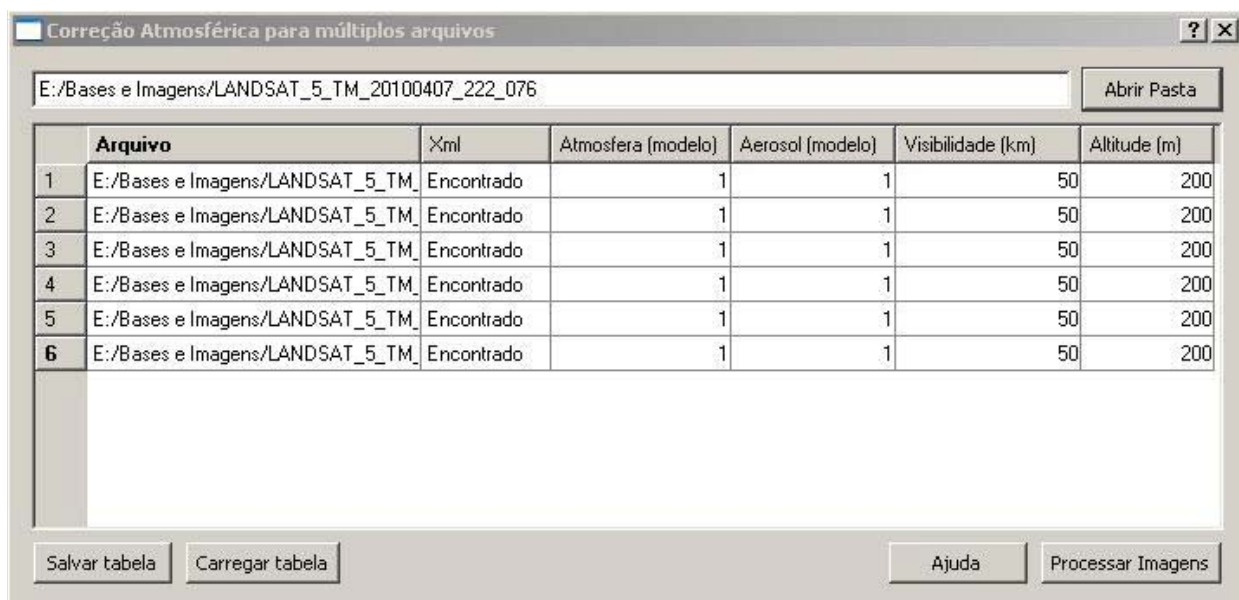 Correção Atmosférica para múltiplos arquivos
E:/Bases e Imagens/LANDSAT_5_TM_20100407_222_076 Abrir Pasta
Arquivo Xml Atmosfera (modelo) Aerosol (modelo) Visibilidade (km) Altitude (m)
1 E:/Bases e Imagens/LANDSAT_5_TM_ Encontrado 1 1 50 200
2 E:/Bases e Imagens/LANDSAT_5_TM_ Encontrado 1 1 50 200
3 E:/Bases e Imagens/LANDSAT_5_TM_ Encontrado 1 1 50 200
4 E:/Bases e Imagens/LANDSAT_5_TM_ Encontrado 1 1 50 200
5 E:/Bases e Imagens/LANDSAT_5_TM_ Encontrado 1 1 50 200
6 E:/Bases e Imagens/LANDSAT_5_TM_ Encontrado 1 1 50 200
Salvar tabela Carregar tabela Ajuda Processar Imagens